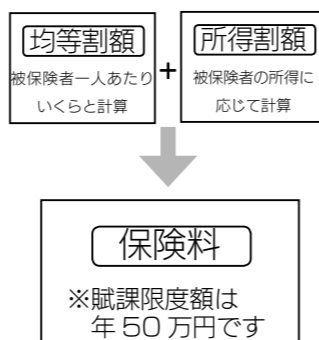 均等割額
被保険者一人あたり
いくらと計算
+
所得割額
被保険者の所得に
応じて計算
保険料
※賦課限度額は
年50万円です